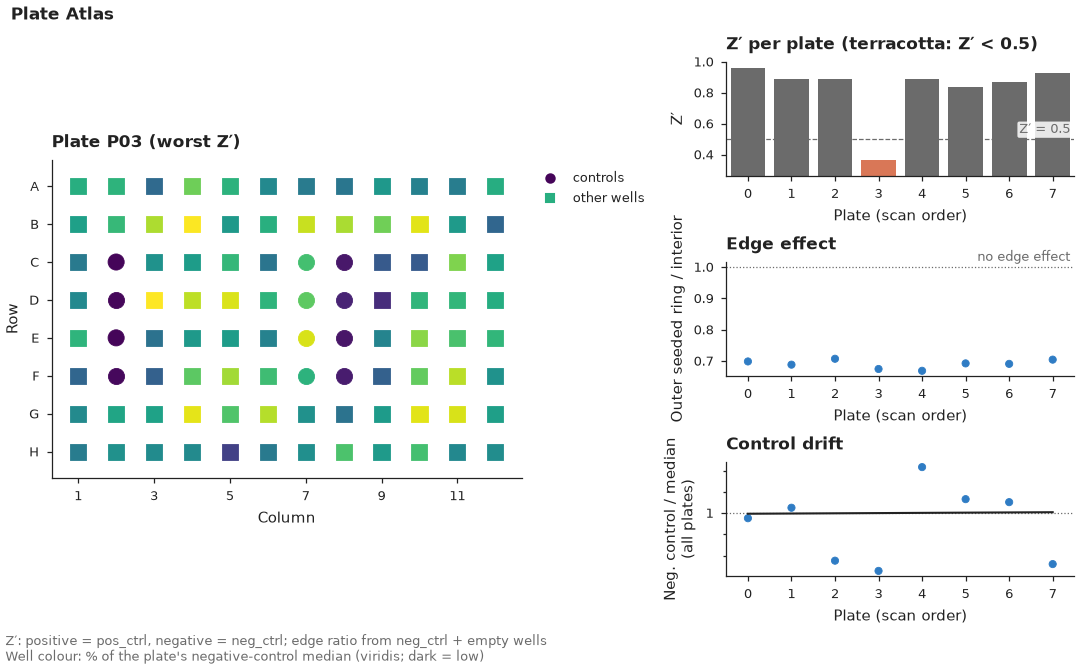 Plate Atlas
Plate P03 (worst Z′)
A
B
C
D
E
F
G
H
Row
1 3 5 7 9 11
Column
controls
other wells
Z′ per plate (terracotta: Z′ < 0.5)
1.0
0.8
0.6
0.4
Z′
Z′ = 0.5
0 1 2 3 4 5 6 7
Plate (scan order)
Edge effect
no edge effect
1.0
0.9
0.8
0.7
Outer seeded ring / interior
0 1 2 3 4 5 6 7
Plate (scan order)
Control drift
1
Neg. control / median
(all plates)
0 1 2 3 4 5 6 7
Plate (scan order)
Z′: positive = pos_ctrl, negative = neg_ctrl; edge ratio from neg_ctrl + empty wells
Well colour: % of the plate's negative-control median (viridis; dark = low)